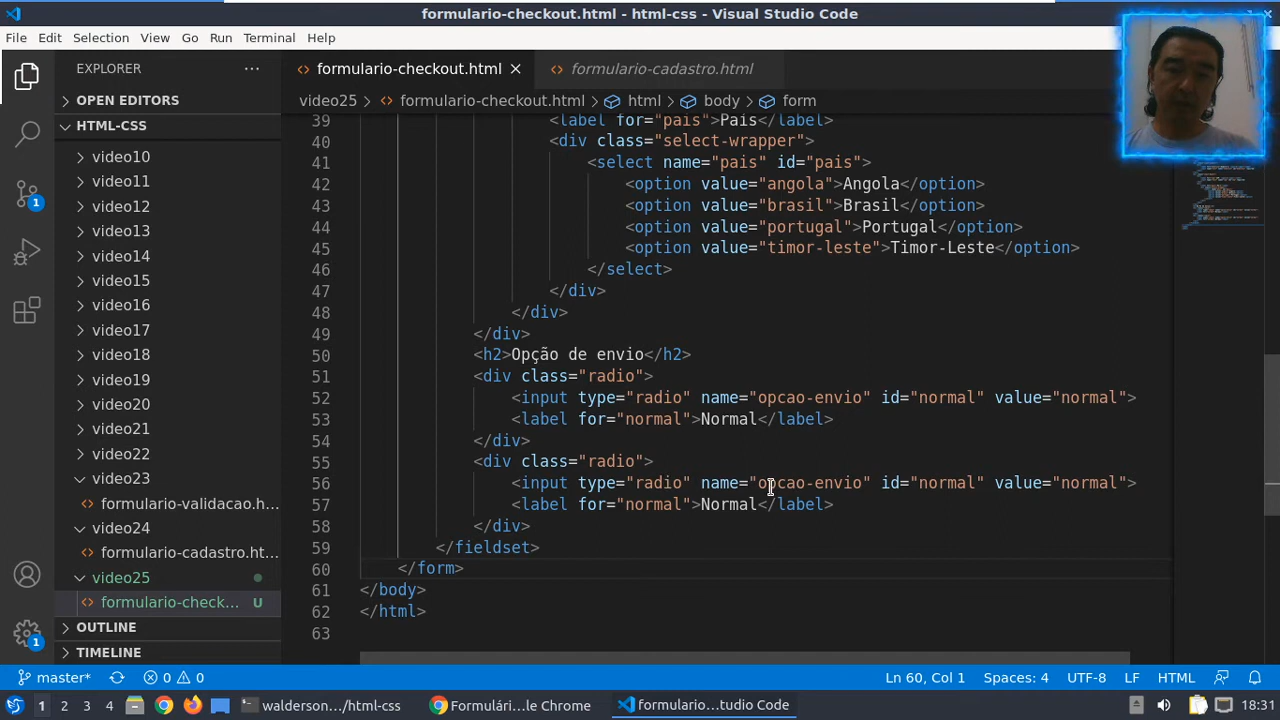 formulario-checkout.html - html-css - Visual Studio Code
File Edit Selection View Go Run Terminal Help
EXPLORER ...
formulario-checkout.html
formulario-cadastro.html
video25 > formulario-checkout.html > html > body > form
OPEN EDITORS
HTML-CSS
video10
video11
video12
video13
video14
video15
video16
video17
video18
video19
video20
video21
video22
video23
formulario-validacao.h...
video24
formulario-cadastro.ht...
video25
formulario-check... U
OUTLINE
TIMELINE
1
1
39 <label for="pais">País</label>
40 <div class="select-wrapper">
41 <select name="pais" id="pais">
42 <option value="angola">Angola</option>
43 <option value="brasil">Brasil</option>
44 <option value="portugal">Portugal</option>
45 <option value="timor-leste">Timor-Leste</option>
46 </select>
47 </div>
48 </div>
49 </div>
50 <h2>Opção de envio</h2>
51 <div class="radio">
52 <input type="radio" name="opcao-envio" id="normal" value="normal">
53 <label for="normal">Normal</label>
54 </div>
55 <div class="radio">
56 <input type="radio" name="opcao-envio" id="normal" value="normal">
57 <label for="normal">Normal</label>
58 </div>
59 </fieldset>
60 </form>
61 </body>
62 </html>
63
master* 0 0 Ln 60, Col 1 Spaces: 4 UTF-8 LF HTML
1 2 3 4 walderson.../html-css Formulári...le Chrome formulario...tudio Code 18:31